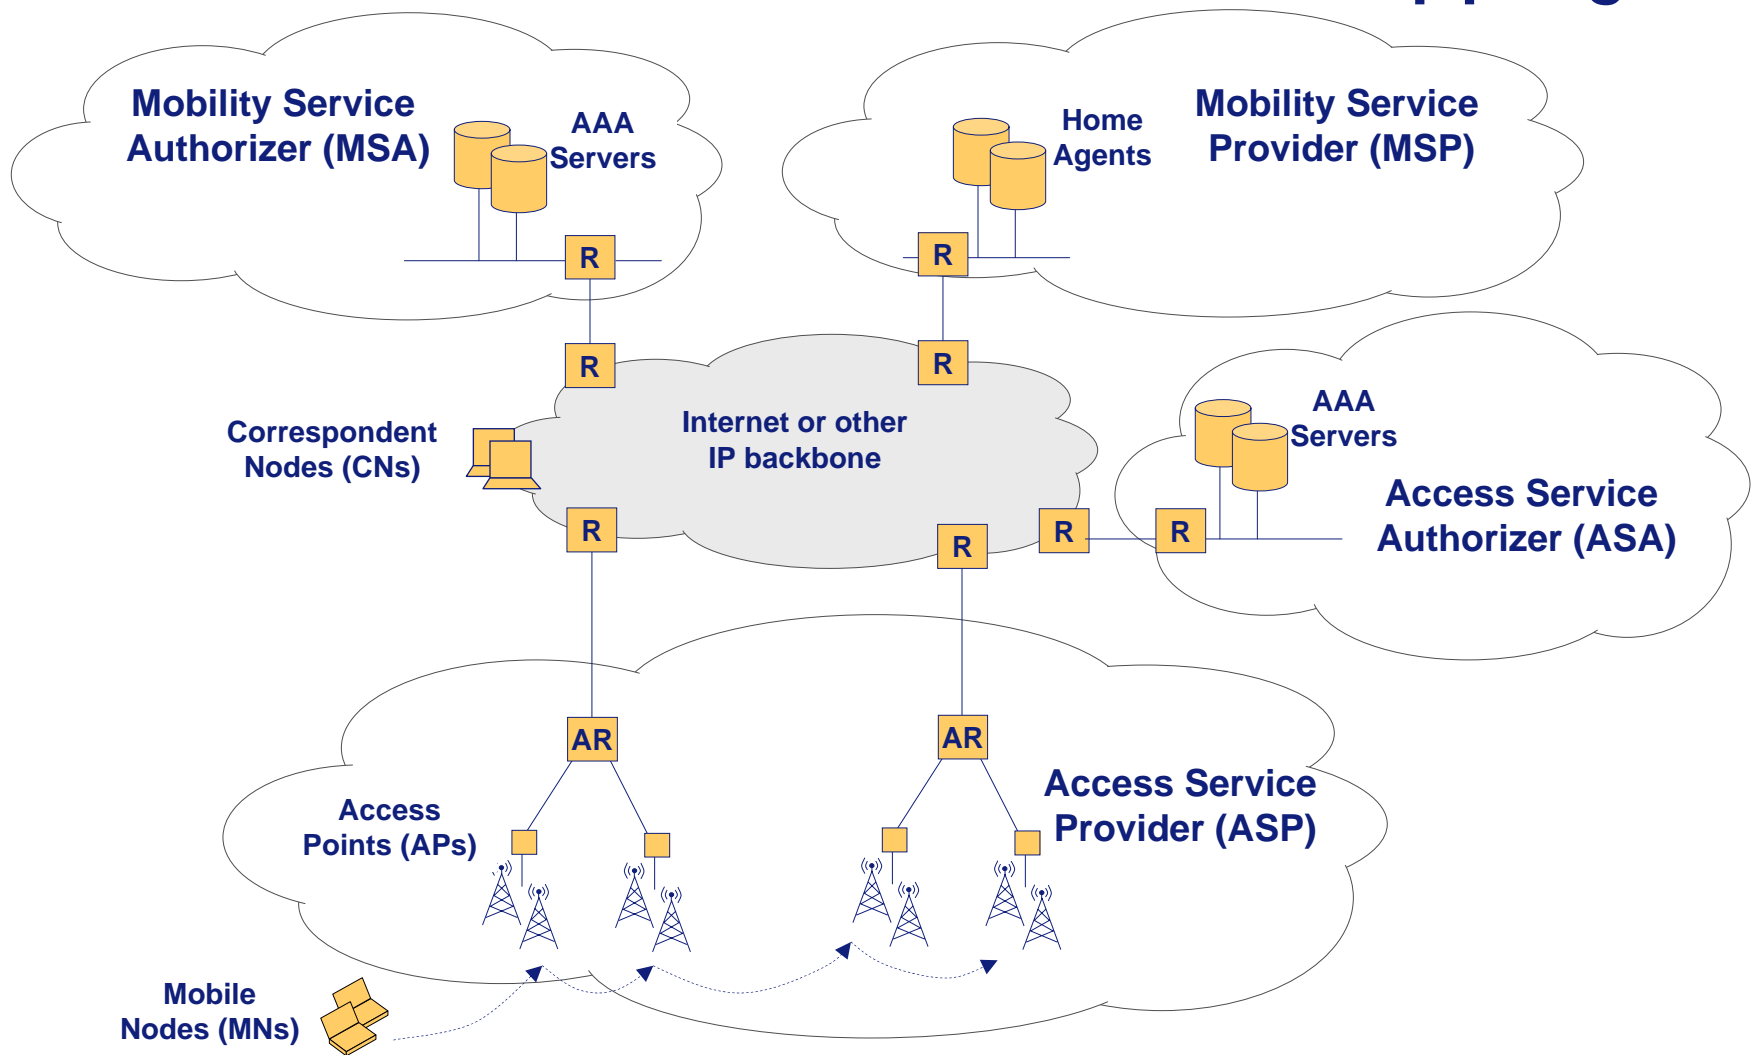 Mobility Service
Authorizer (MSA)
AAA
Servers
R
Home
Agents
Mobility Service
Provider (MSP)
R
R
R
Correspondent
Nodes (CNs)
Internet or other
IP backbone
AAA
Servers
Access Service
Authorizer (ASA)
R
R
R
R
AR
AR
Access Service
Provider (ASP)
Access
Points (APs)
Mobile
Nodes (MNs)